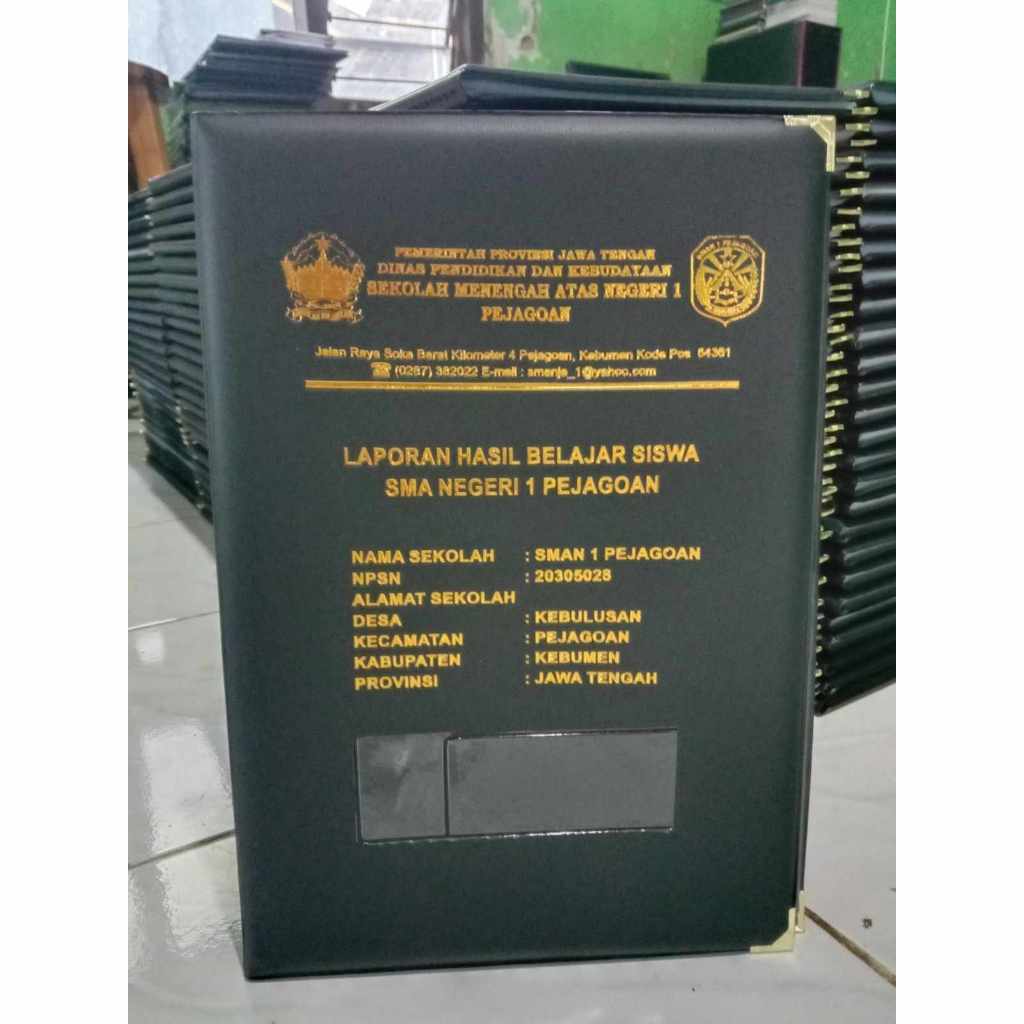 PEMERINTAH PROVINSI JAWA TENGAH
DINAS PENDIDIKAN DAN KEBUDAYAAN
SEKOLAH MENENGAH ATAS NEGERI 1
PEJAGOAN
SMAN 1 PEJAGOAN
Jalan Raya Soka Barat Kilometer 4 Pejagoan, Kebumen Kode Pos 54361
☎ (0287) 382022 E-mail : smanja_1@yahoo.com
LAPORAN HASIL BELAJAR SISWA
SMA NEGERI 1 PEJAGOAN
NAMA SEKOLAH : SMAN 1 PEJAGOAN
NPSN : 20305028
ALAMAT SEKOLAH
DESA : KEBULUSAN
KECAMATAN : PEJAGOAN
KABUPATEN : KEBUMEN
PROVINSI : JAWA TENGAH